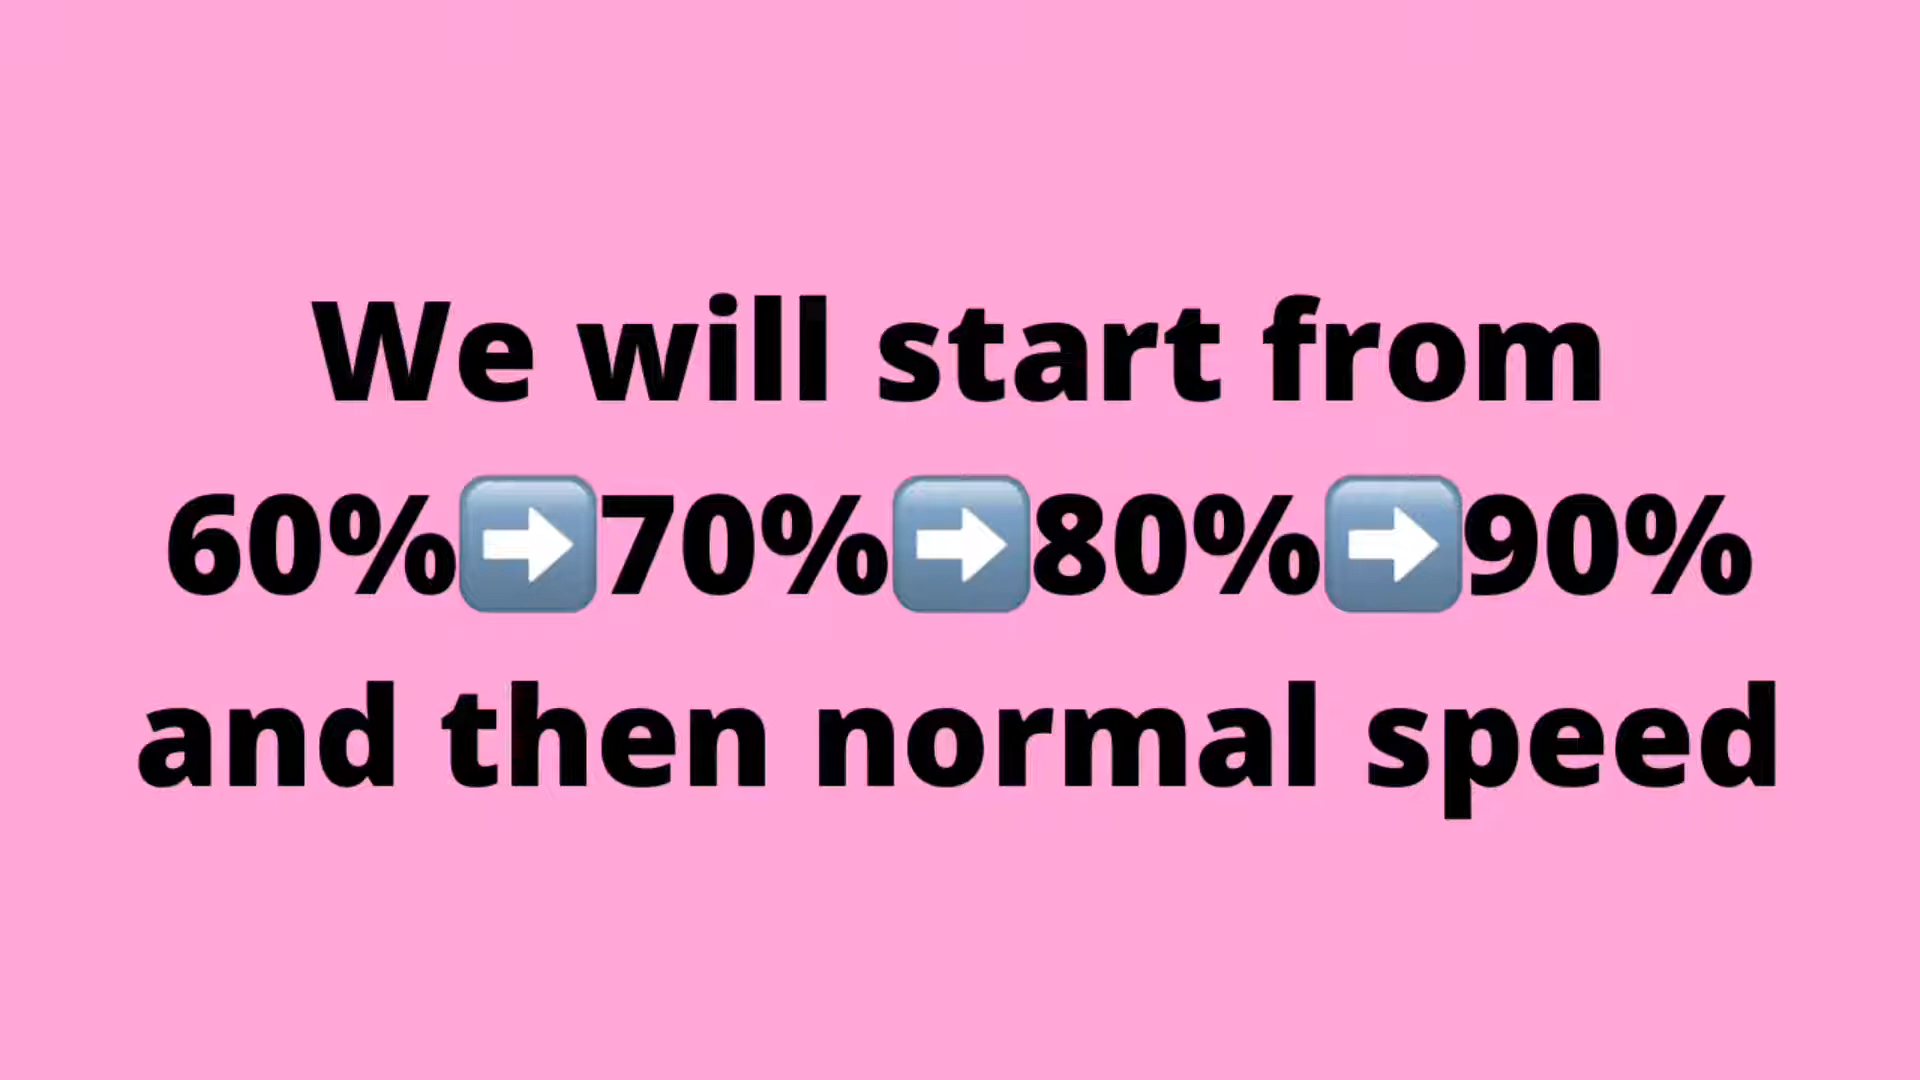 We will start from
60%➡️70%➡️80%➡️90%
and then normal speed